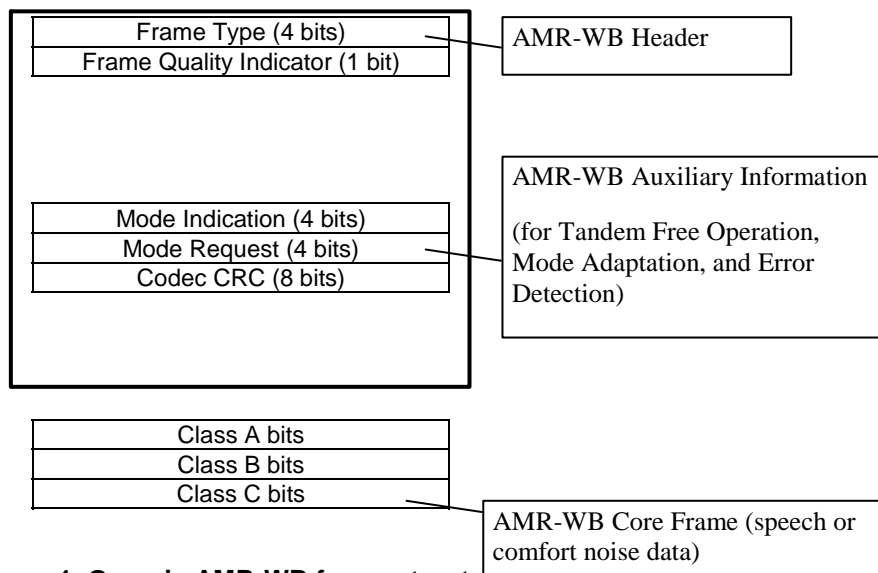 Frame Type (4 bits)
AMR-WB Header
Frame Quality Indicator (1 bit)
AMR-WB Auxiliary Information
(for Tandem Free Operation,
Mode Adaptation, and Error
Detection)
Mode Indication (4 bits)
Mode Request (4 bits)
Codec CRC (8 bits)
Class A bits
Class B bits
Class C bits
AMR-WB Core Frame (speech or
comfort noise data)